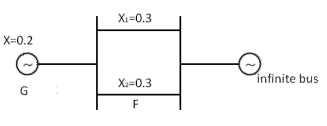 X₁=0.3
X=0.2
X₂=0.3
G
F
infinite bus